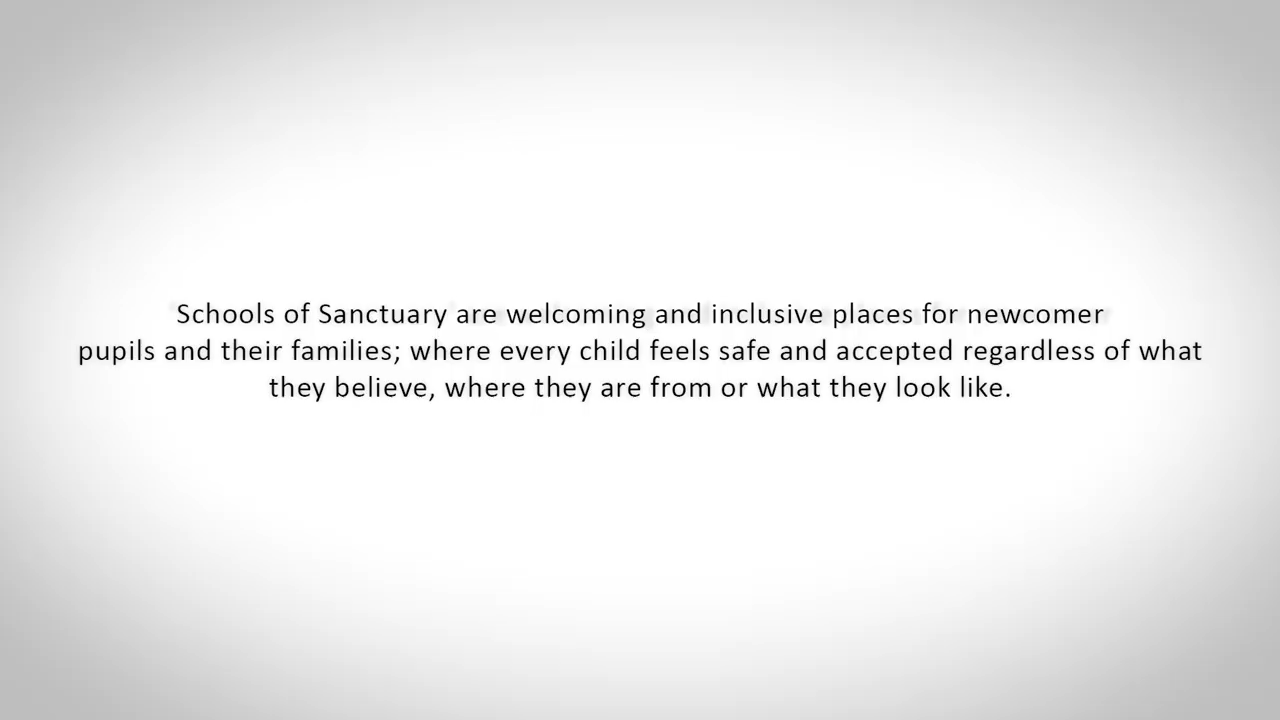 Schools of Sanctuary are welcoming and inclusive places for newcomer
pupils and their families; where every child feels safe and accepted regardless of what
they believe, where they are from or what they look like.